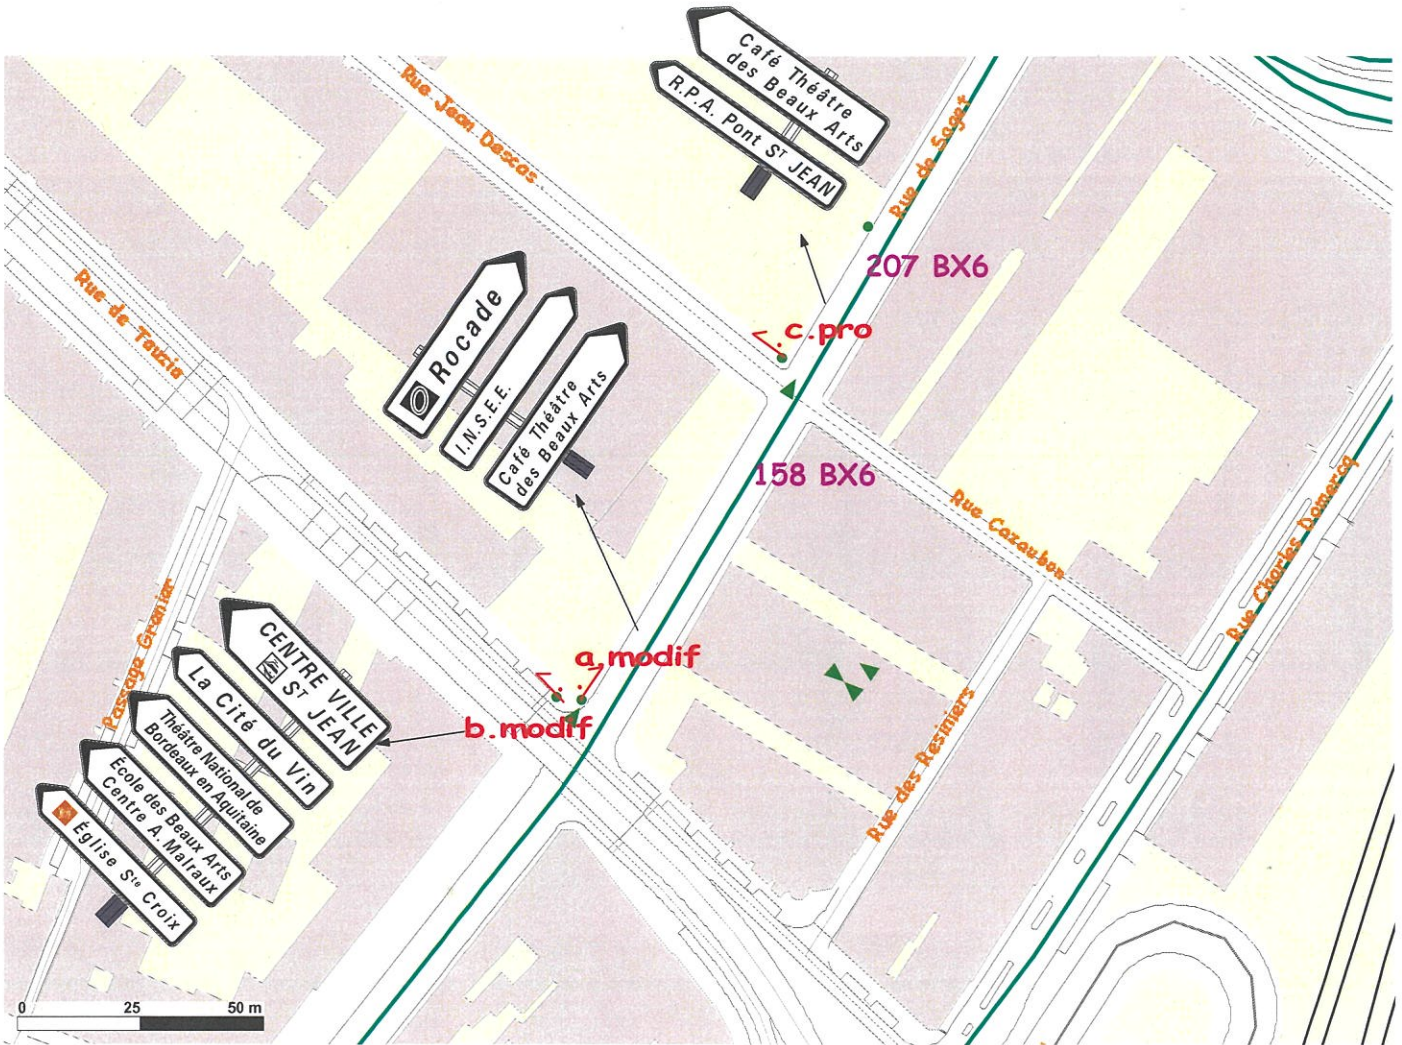 Café Théâtre
des Beaux Arts
R.P.A. Pont Sᵀ JEAN
Rue Jean Descas
Rue de Saget
207 BX6
c.pro
Rue de Tauzia
Rocade
I.N.S.E.E.
Café Théâtre
des Beaux Arts
158 BX6
Rue Cazaubon
Rue Charles Domercq
Passage Graniar
a.modif
b.modif
Rue des Resiniers
CENTRE VILLE
Sᵀ JEAN
La Cité du Vin
Théâtre National de
Bordeaux en Aquitaine
École des Beaux Arts
Centre A. Malraux
Église Sᵗᵉ Croix
0 25 50 m